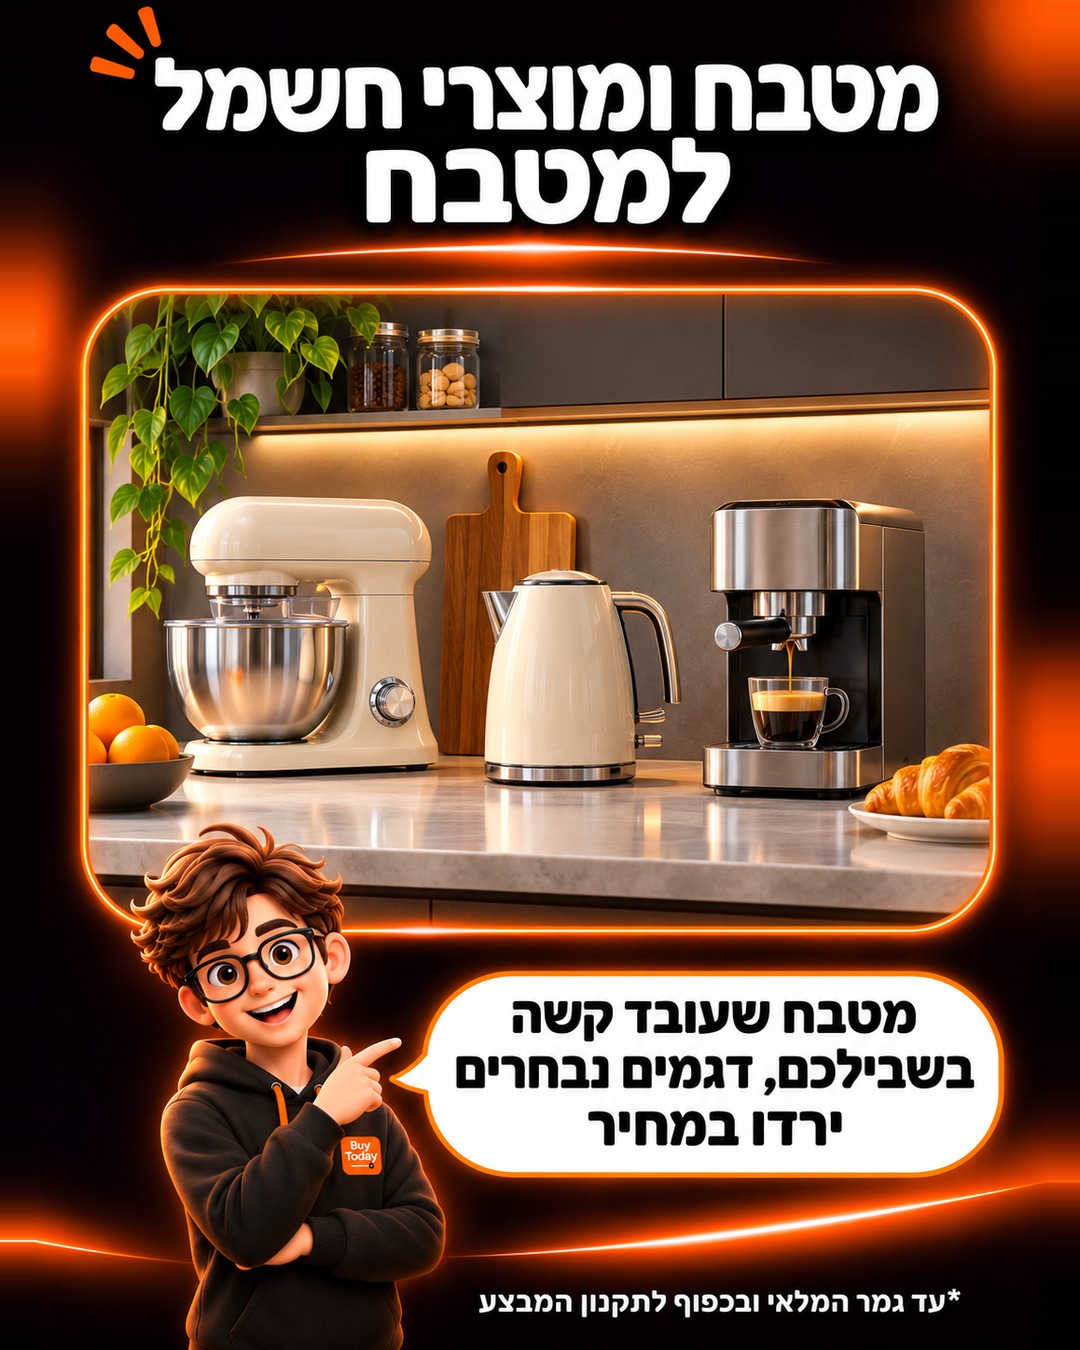 מטבח ומוצרי חשמל
למטבח
מטבח שעובד קשה
בשבילכם, דגמים נבחרים
ירדו במחיר
Buy
Today
*עד גמר המלאי ובכפוף לתקנון המבצע